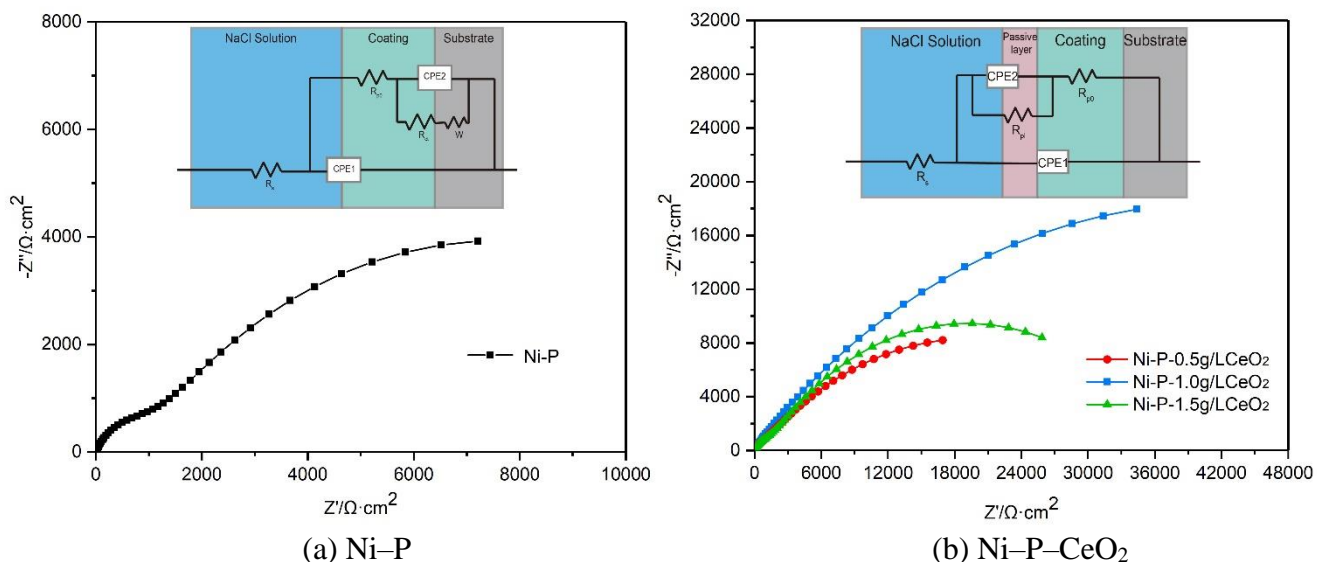 8000
6000
4000
2000
0
0
2000
4000
6000
8000
10000
-Z"/Ω·cm²
Z'/Ω·cm²
NaCl Solution
Coating
Substrate
CPE2
W
CPE1
Ni-P
(a) Ni–P
32000
28000
24000
20000
16000
12000
8000
4000
0
0
6000
12000
18000
24000
30000
36000
42000
48000
-Z"/Ω·cm²
Z'/Ω·cm²
NaCl Solution
Passive
layer
Coating
Substrate
CPE2
Rp0
Rpl
CPE1
Ni-P-0.5g/LCeO₂
Ni-P-1.0g/LCeO₂
Ni-P-1.5g/LCeO₂
(b) Ni–P–CeO₂